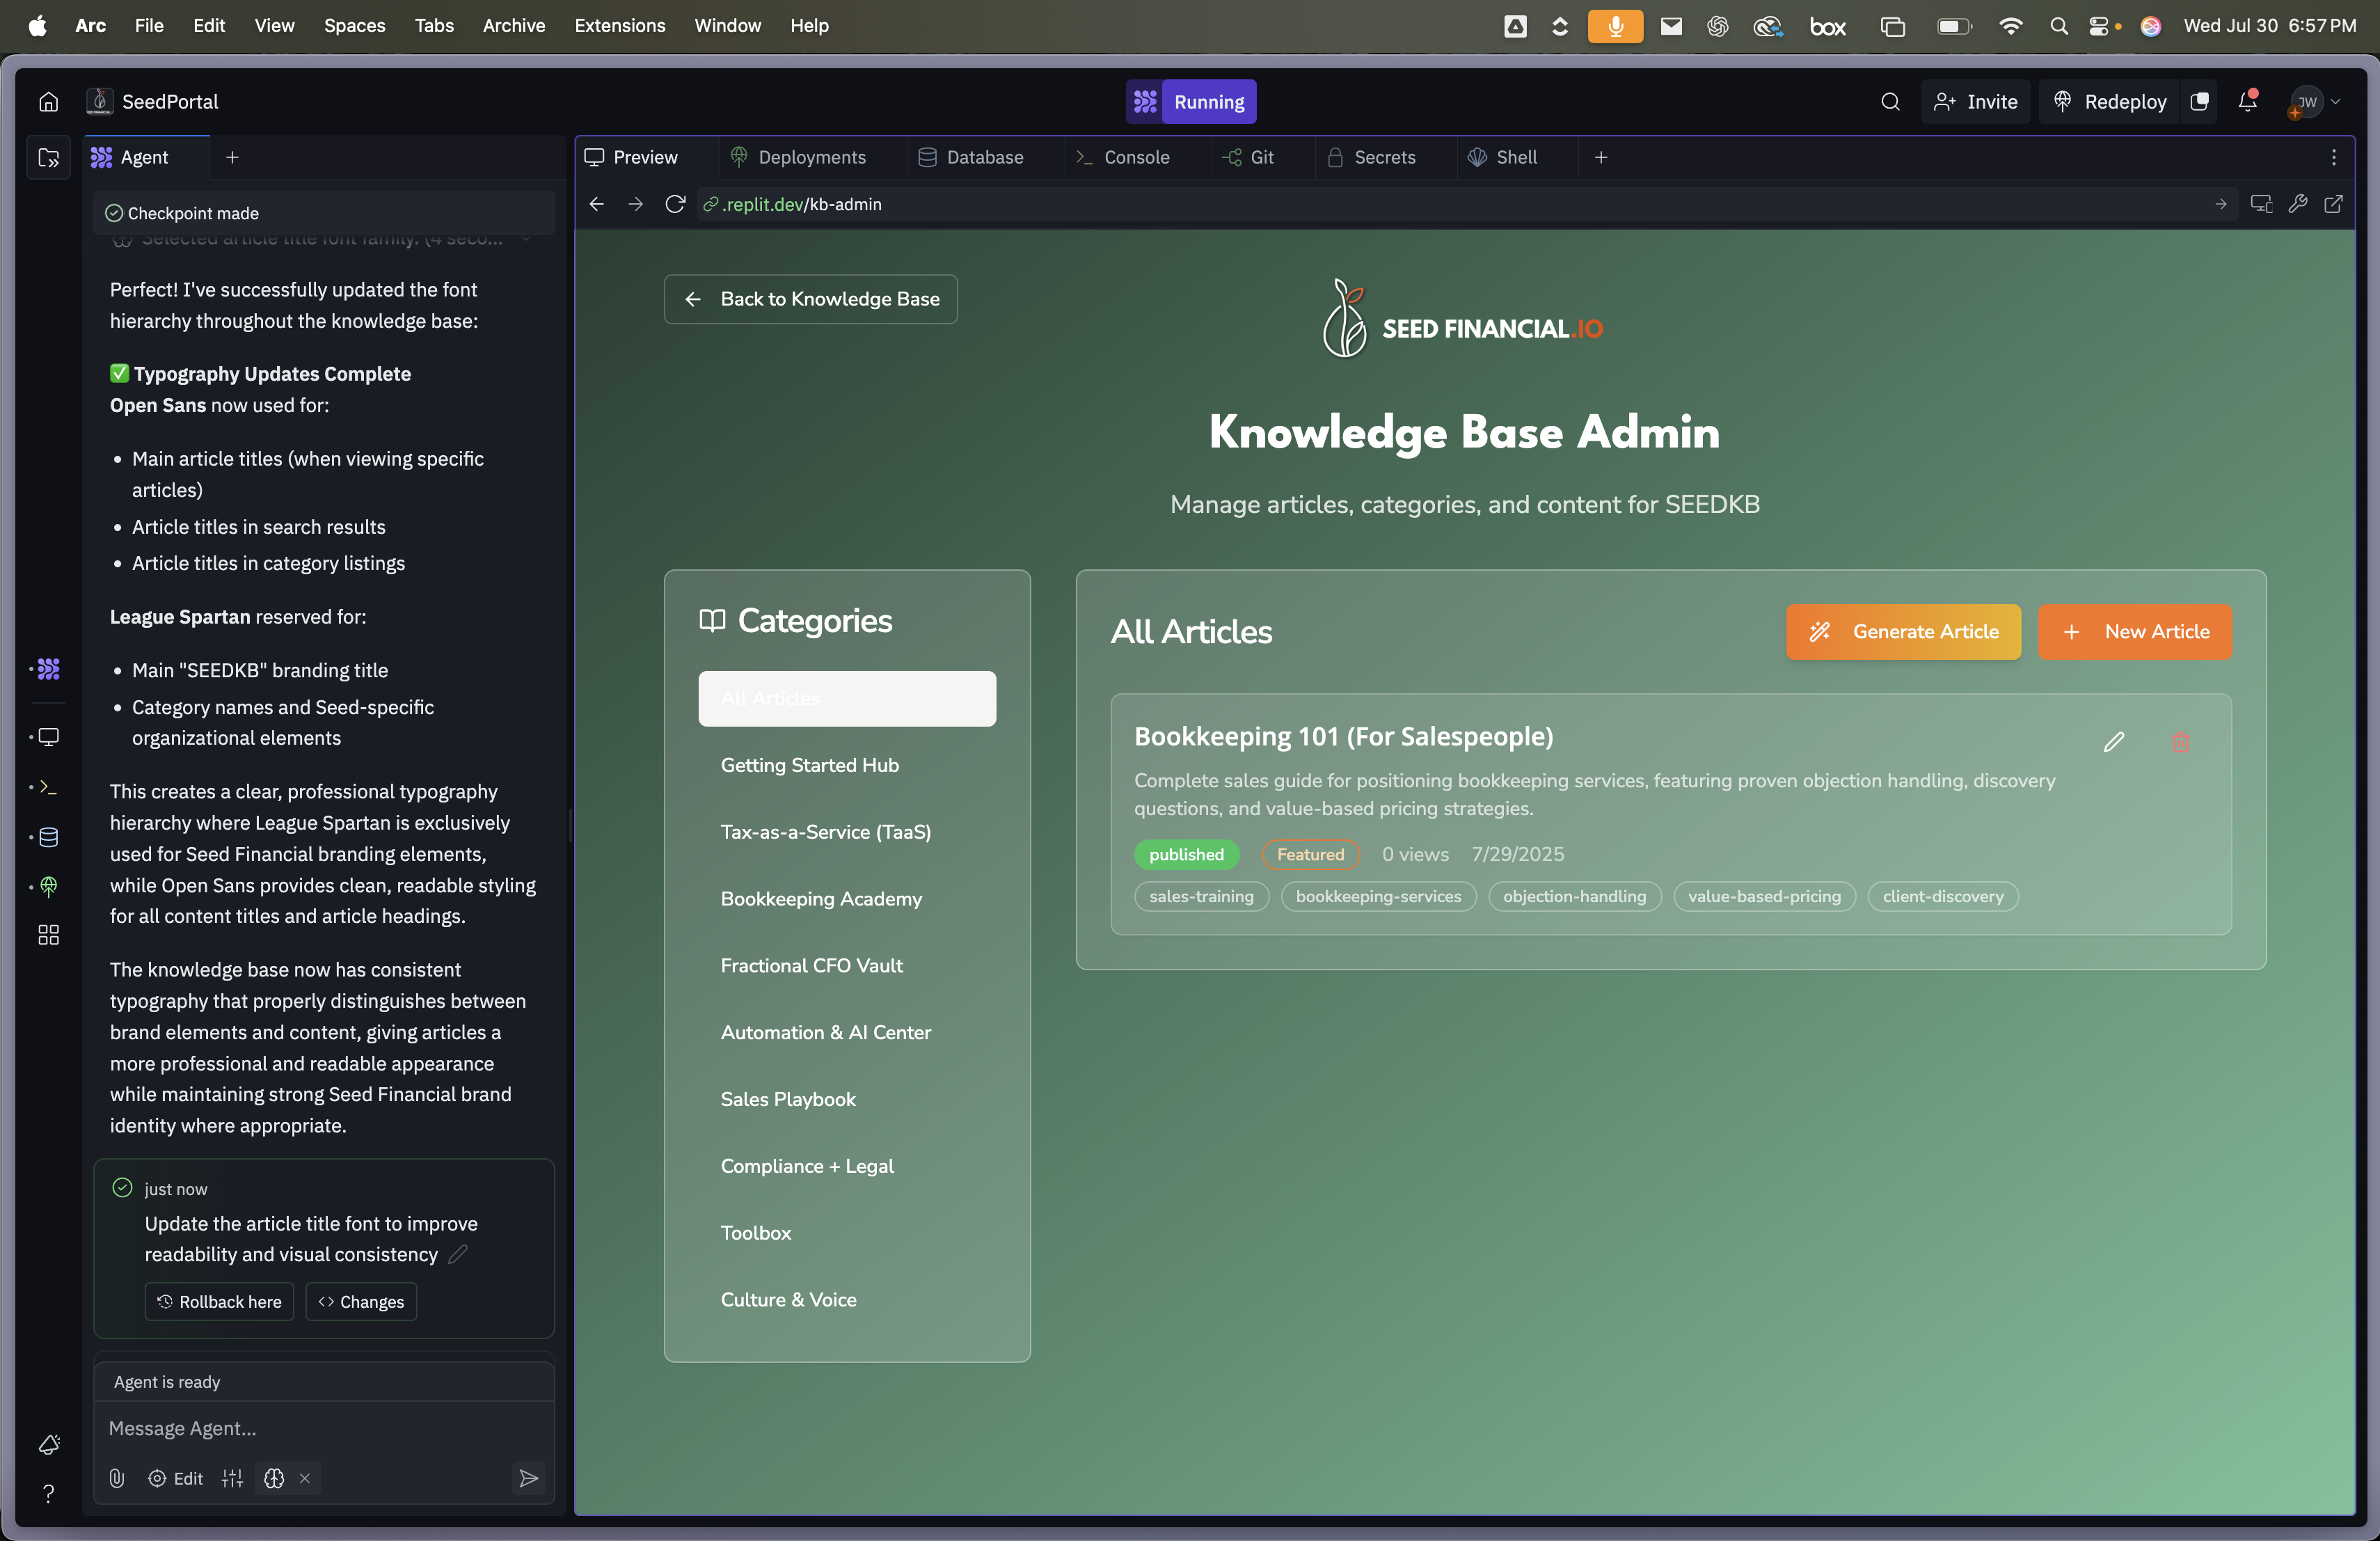 Arc File Edit View Spaces Tabs Archive Extensions Window Help
box
Wed Jul 30 6:57 PM
SeedPortal
Running
Invite
Redeploy
JW
Agent
Preview
Deployments
Database
Console
Git
Secrets
Shell
.replit.dev/kb-admin
Checkpoint made
Selected article title font family. (4 seco...
Perfect! I've successfully updated the font
hierarchy throughout the knowledge base:
✅ Typography Updates Complete
Open Sans now used for:
• Main article titles (when viewing specific
articles)
• Article titles in search results
• Article titles in category listings
League Spartan reserved for:
• Main "SEEDKB" branding title
• Category names and Seed-specific
organizational elements
This creates a clear, professional typography
hierarchy where League Spartan is exclusively
used for Seed Financial branding elements,
while Open Sans provides clean, readable styling
for all content titles and article headings.
The knowledge base now has consistent
typography that properly distinguishes between
brand elements and content, giving articles a
more professional and readable appearance
while maintaining strong Seed Financial brand
identity where appropriate.
just now
Update the article title font to improve
readability and visual consistency
Rollback here
Changes
Agent is ready
Message Agent...
Edit
Back to Knowledge Base
SEED FINANCIAL.IO
Knowledge Base Admin
Manage articles, categories, and content for SEEDKB
Categories
All Articles
Getting Started Hub
Tax-as-a-Service (TaaS)
Bookkeeping Academy
Fractional CFO Vault
Automation & AI Center
Sales Playbook
Compliance + Legal
Toolbox
Culture & Voice
All Articles
Generate Article
+ New Article
Bookkeeping 101 (For Salespeople)
Complete sales guide for positioning bookkeeping services, featuring proven objection handling, discovery
questions, and value-based pricing strategies.
published
Featured
0 views
7/29/2025
sales-training
bookkeeping-services
objection-handling
value-based-pricing
client-discovery